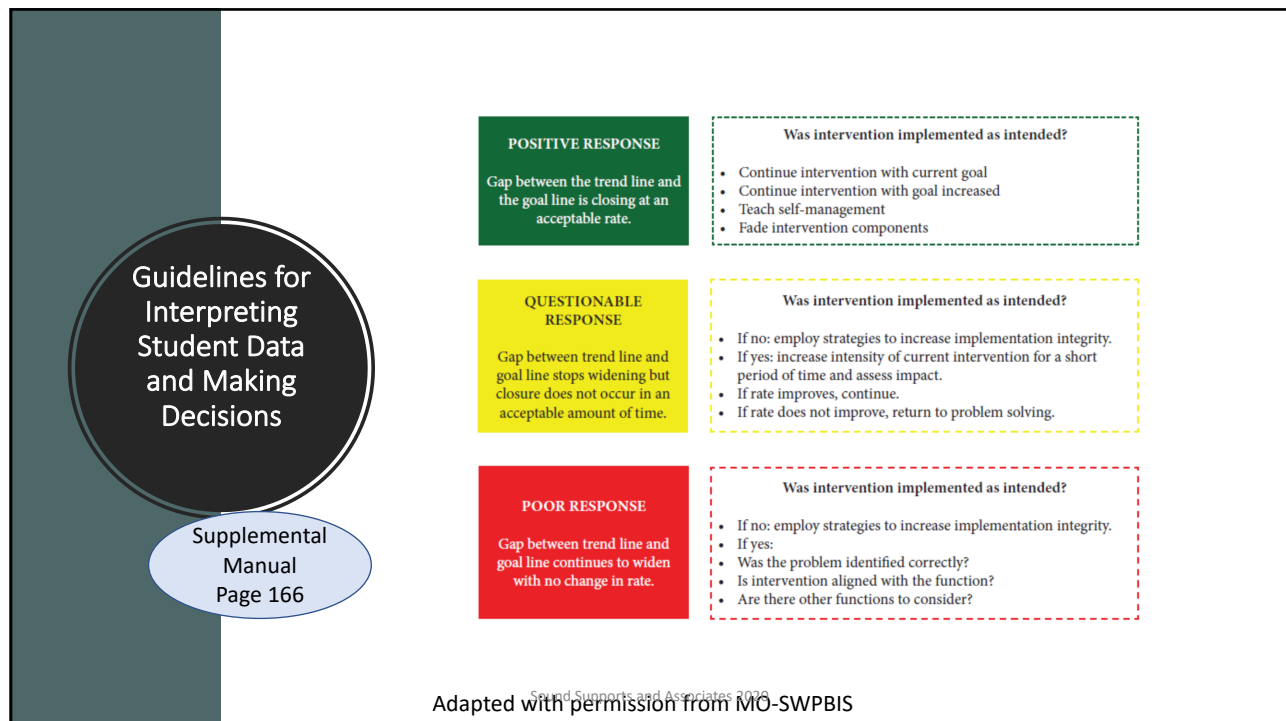 Guidelines for
Interpreting
Student Data
and Making
Decisions
Supplemental
Manual
Page 166
POSITIVE RESPONSE
Gap between the trend line and
the goal line is closing at an
acceptable rate.
Was intervention implemented as intended?
• Continue intervention with current goal
• Continue intervention with goal increased
• Teach self-management
• Fade intervention components
QUESTIONABLE
RESPONSE
Gap between trend line and
goal line stops widening but
closure does not occur in an
acceptable amount of time.
Was intervention implemented as intended?
• If no: employ strategies to increase implementation integrity.
• If yes: increase intensity of current intervention for a short
period of time and assess impact.
• If rate improves, continue.
• If rate does not improve, return to problem solving.
POOR RESPONSE
Gap between trend line and
goal line continues to widen
with no change in rate.
Was intervention implemented as intended?
• If no: employ strategies to increase implementation integrity.
• If yes:
• Was the problem identified correctly?
• Is intervention aligned with the function?
• Are there other functions to consider?
Sound Supports and Associates 2020
Adapted with permission from MO-SWPBIS